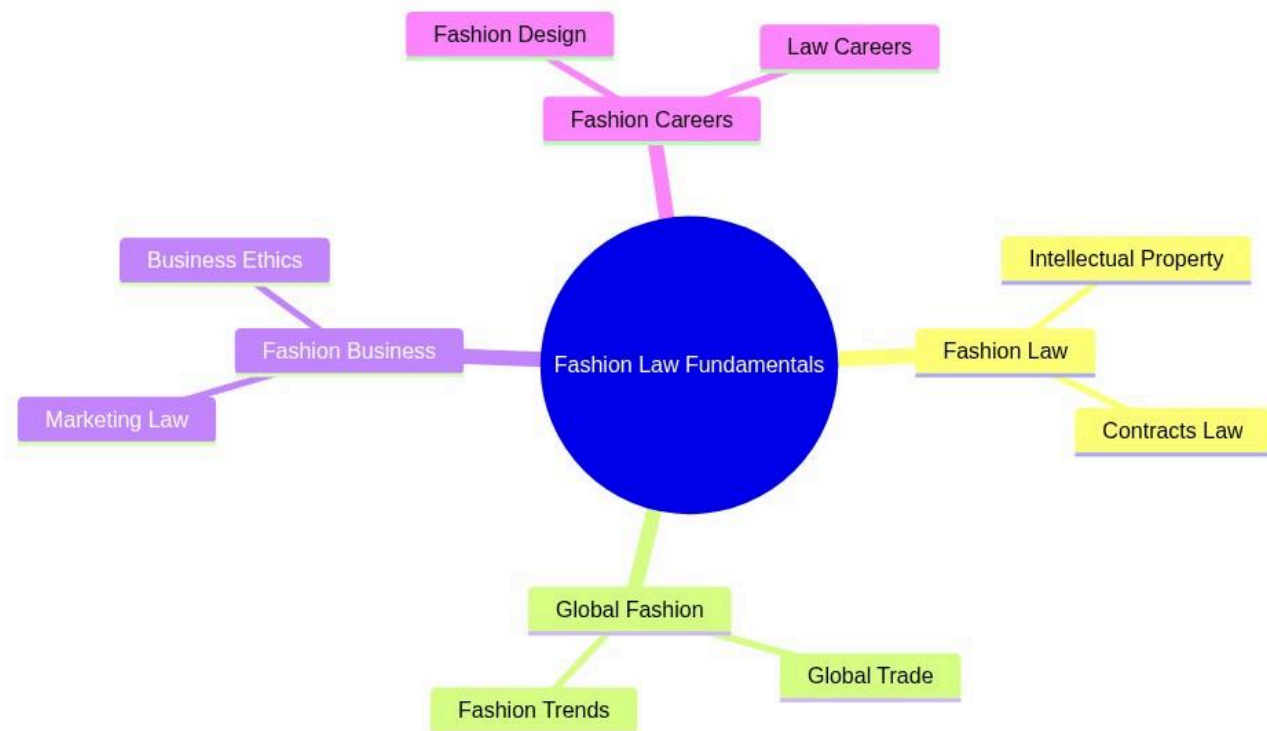 Fashion Design
Law Careers
Fashion Careers
Business Ethics
Intellectual Property
Fashion Business
Fashion Law Fundamentals
Fashion Law
Marketing Law
Contracts Law
Global Fashion
Global Trade
Fashion Trends